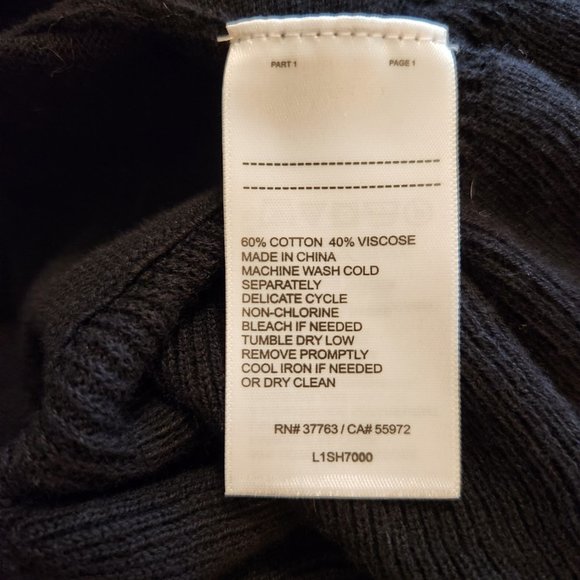 PART 1 PAGE 1
60% COTTON 40% VISCOSE
MADE IN CHINA
MACHINE WASH COLD
SEPARATELY
DELICATE CYCLE
NON-CHLORINE
BLEACH IF NEEDED
TUMBLE DRY LOW
REMOVE PROMPTLY
COOL IRON IF NEEDED
OR DRY CLEAN
RN# 37763 / CA# 55972
L1SH7000